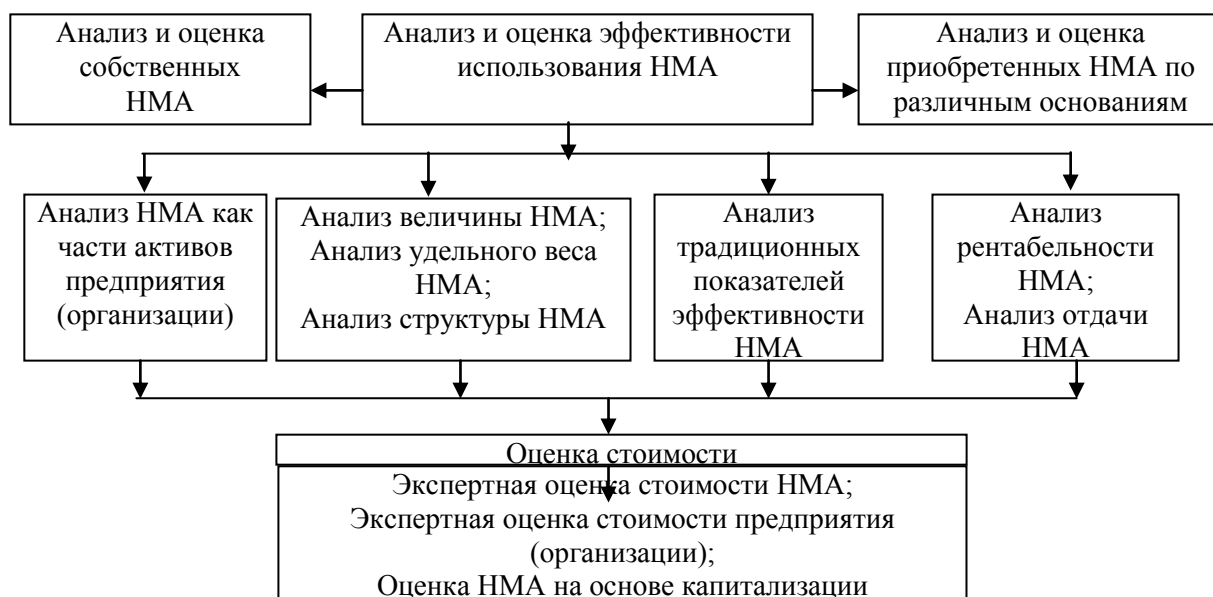 Анализ и оценка
собственных
НМА
Анализ и оценка эффективности
использования НМА
Анализ и оценка
приобретенных НМА по
различным основаниям
Анализ НМА как
части активов
предприятия
(организации)
Анализ величины НМА;
Анализ удельного веса
НМА;
Анализ структуры НМА
Анализ
традиционных
показателей
эффективности
НМА
Анализ
рентабельности
НМА;
Анализ отдачи
НМА
Оценка стоимости
Экспертная оценка стоимости НМА;
Экспертная оценка стоимости предприятия
(организации);
Оценка НМА на основе капитализации